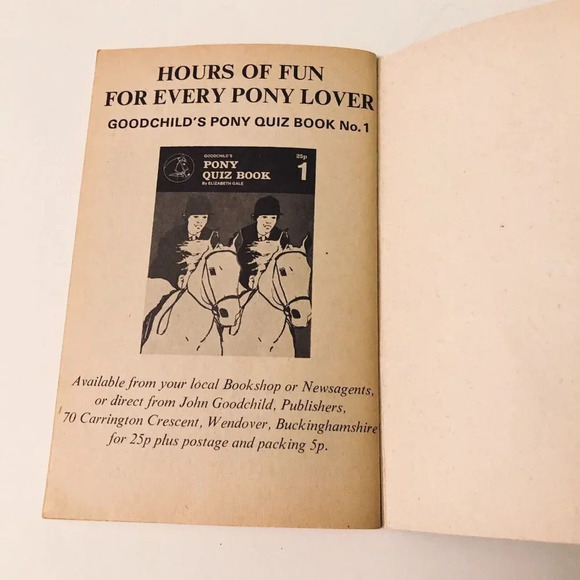 HOURS OF FUN
FOR EVERY PONY LOVER
GOODCHILD'S PONY QUIZ BOOK No. 1
GOODCHILD'S
PONY
QUIZ BOOK
By ELIZABETH GALE
25p
1
Available from your local Bookshop or Newsagents,
or direct from John Goodchild, Publishers,
70 Carrington Crescent, Wendover, Buckinghamshire
for 25p plus postage and packing 5p.